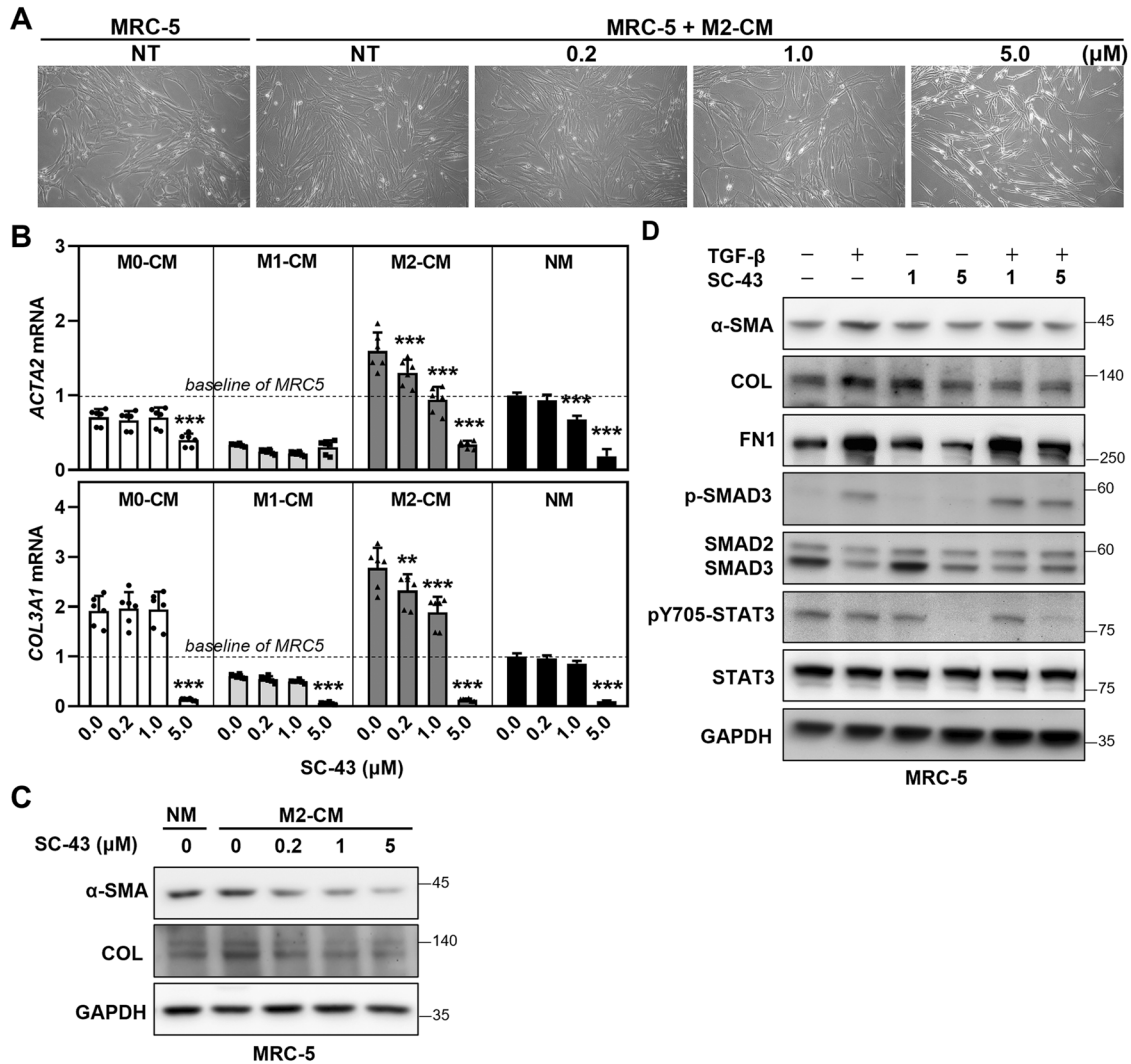 A
MRC-5
MRC-5 + M2-CM
NT
NT
0.2
1.0
5.0
(µM)
B
ACTA2 mRNA
3
2
1
0
M0-CM
M1-CM
M2-CM
NM
baseline of MRC5
***
***
***
***
***
***
COL3A1 mRNA
4
3
2
1
0
M0-CM
M1-CM
M2-CM
NM
baseline of MRC5
***
***
**
***
***
***
0.0 0.2 1.0 5.0 0.0 0.2 1.0 5.0 0.0 0.2 1.0 5.0 0.0 0.2 1.0 5.0
SC-43 (µM)
C
NM M2-CM
SC-43 (µM) 0 0 0.2 1 5
α-SMA 45
COL 140
GAPDH 35
MRC-5
D
TGF-β − + − − + +
SC-43 − − 1 5 1 5
α-SMA 45
COL 140
FN1 250
p-SMAD3 60
SMAD2 60
SMAD3
pY705-STAT3 75
STAT3 75
GAPDH 35
MRC-5